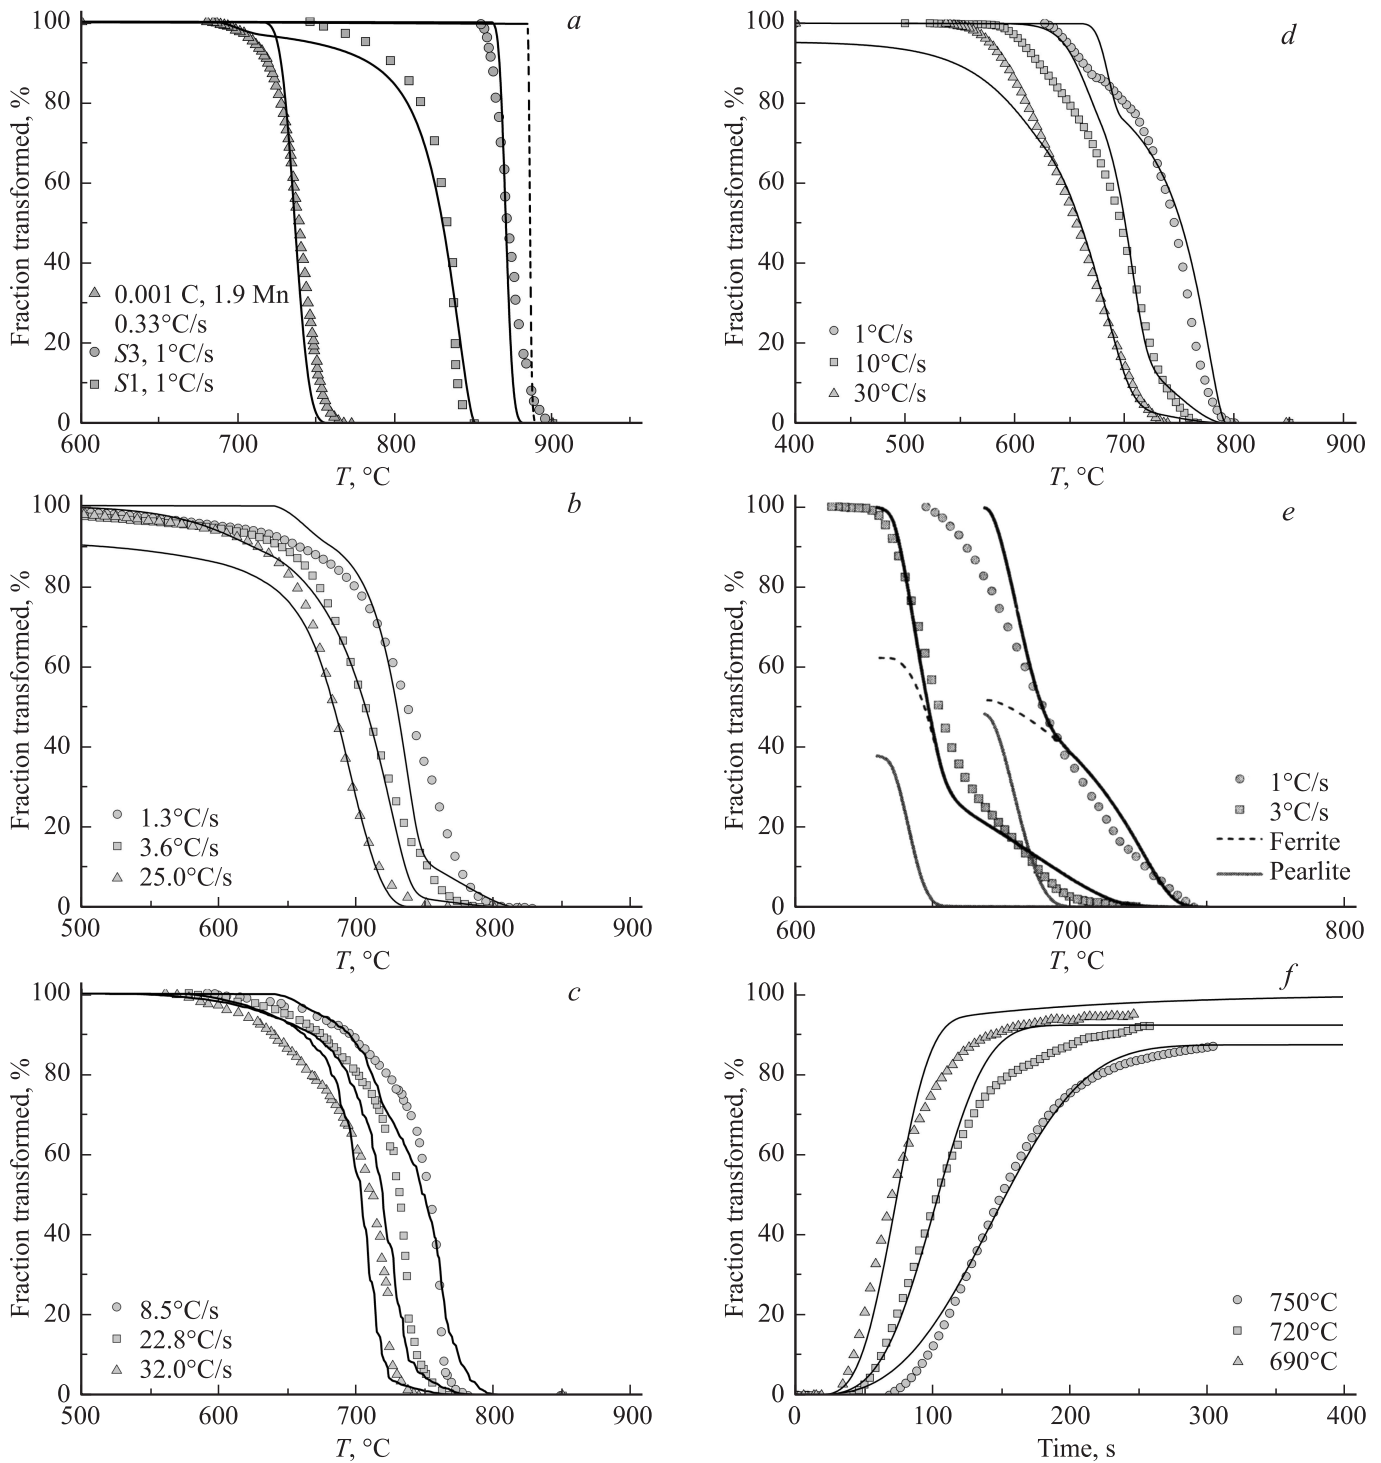 a
Fraction transformed, %
100
80
60
40
20
0
0.001 C, 1.9 Mn
0.33°C/s
S3, 1°C/s
S1, 1°C/s
600
700
800
900
T, °C
d
Fraction transformed, %
100
80
60
40
20
0
1°C/s
10°C/s
30°C/s
400
500
600
700
800
900
T, °C
b
Fraction transformed, %
100
80
60
40
20
0
1.3°C/s
3.6°C/s
25.0°C/s
500
600
700
800
900
T, °C
e
Fraction transformed, %
100
80
60
40
20
0
1°C/s
3°C/s
Ferrite
Pearlite
600
700
800
T, °C
c
Fraction transformed, %
100
80
60
40
20
0
8.5°C/s
22.8°C/s
32.0°C/s
500
600
700
800
900
T, °C
f
Fraction transformed, %
100
80
60
40
20
0
750°C
720°C
690°C
0
100
200
300
400
Time, s